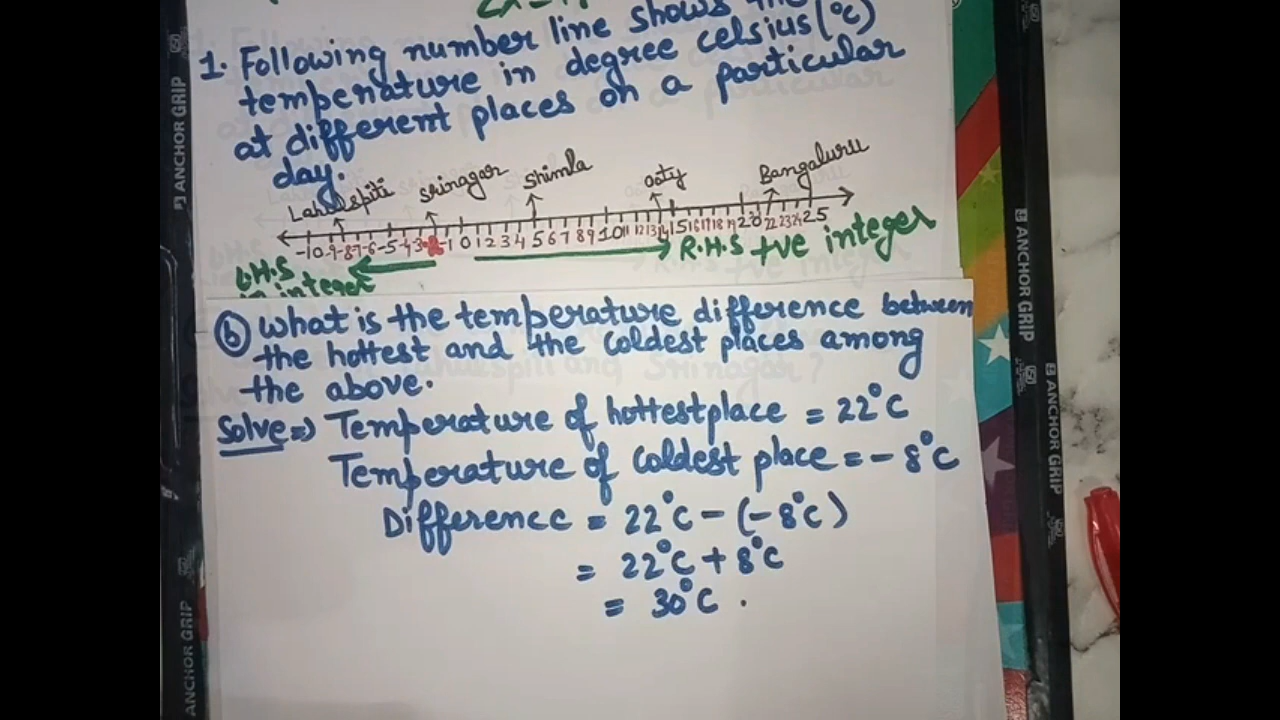 1. Following number line shows the
temperature in degree celsius (°C)
at different places on a particular
day.
Lahulspiti Srinagar Shimla Ooty Bangaluru
-10 -9 -8 -7 -6 -5 -4 -3 -1 0 1 2 3 4 5 6 7 8 9 10 11 12 13 14 15 16 17 18 19 20 21 22 23 24 25
L.H.S R.H.S +ve integer
integer
b What is the temperature difference between
the hottest and the coldest places among
the above.
Solve => Temperature of hottest place = 22°C
Temperature of coldest place = - 8°C
Difference = 22°C - (-8°C)
= 22°C + 8°C
= 30°C .
ANCHOR GRIP
ANCHOR GRIP
ANCHOR GRIP
ANCHOR GRIP
ANCHOR GRIP